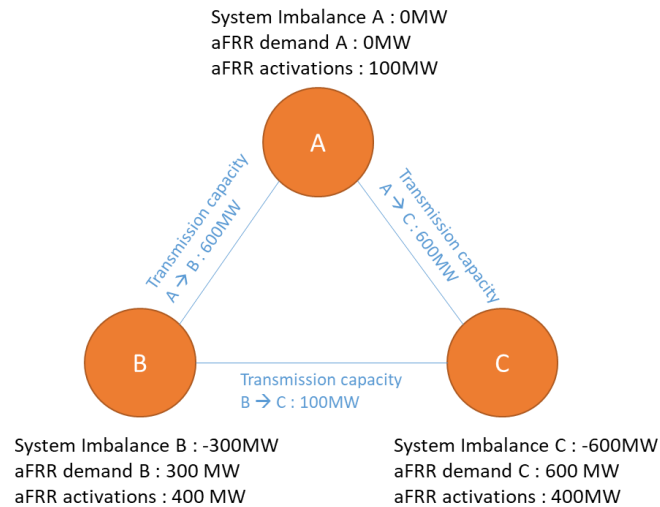 System Imbalance A : 0MW
aFRR demand A : 0MW
aFRR activations : 100MW
A
Transmission capacity
A → B : 600MW
Transmission capacity
A → C : 600MW
B
C
Transmission capacity
B → C : 100MW
System Imbalance B : -300MW
aFRR demand B : 300 MW
aFRR activations : 400 MW
System Imbalance C : -600MW
aFRR demand C : 600 MW
aFRR activations : 400MW